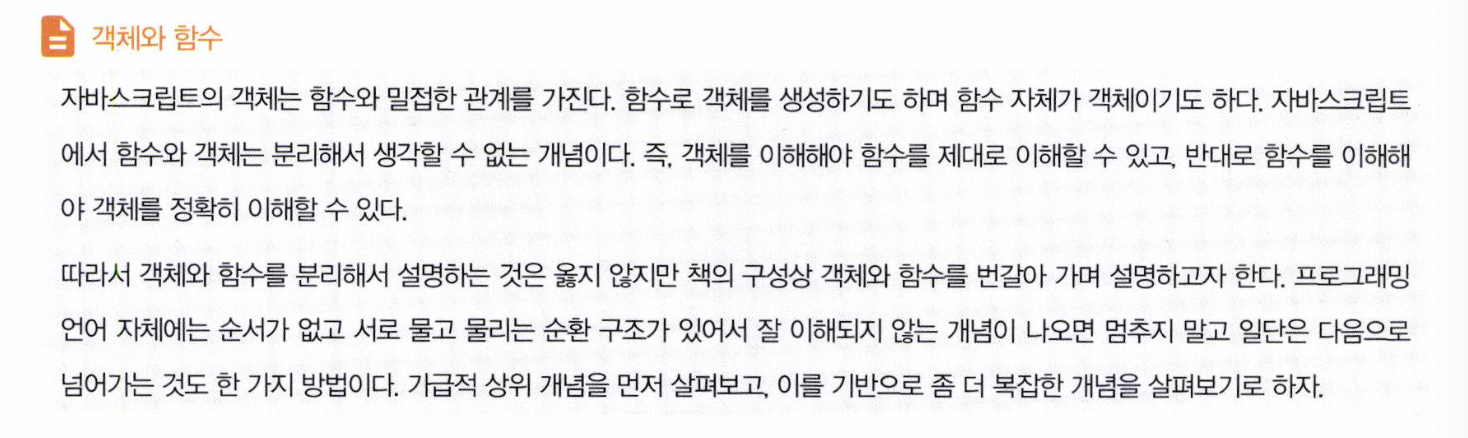 객체와 함수
자바스크립트의 객체는 함수와 밀접한 관계를 가진다. 함수로 객체를 생성하기도 하며 함수 자체가 객체이기도 하다. 자바스크립트
에서 함수와 객체는 분리해서 생각할 수 없는 개념이다. 즉, 객체를 이해해야 함수를 제대로 이해할 수 있고, 반대로 함수를 이해해
야 객체를 정확히 이해할 수 있다.
따라서 객체와 함수를 분리해서 설명하는 것은 옳지 않지만 책의 구성상 객체와 함수를 번갈아 가며 설명하고자 한다. 프로그래밍
언어 자체에는 순서가 없고 서로 물고 물리는 순환 구조가 있어서 잘 이해되지 않는 개념이 나오면 멈추지 말고 일단은 다음으로
넘어가는 것도 한 가지 방법이다. 가급적 상위 개념을 먼저 살펴보고, 이를 기반으로 좀 더 복잡한 개념을 살펴보기로 하자.